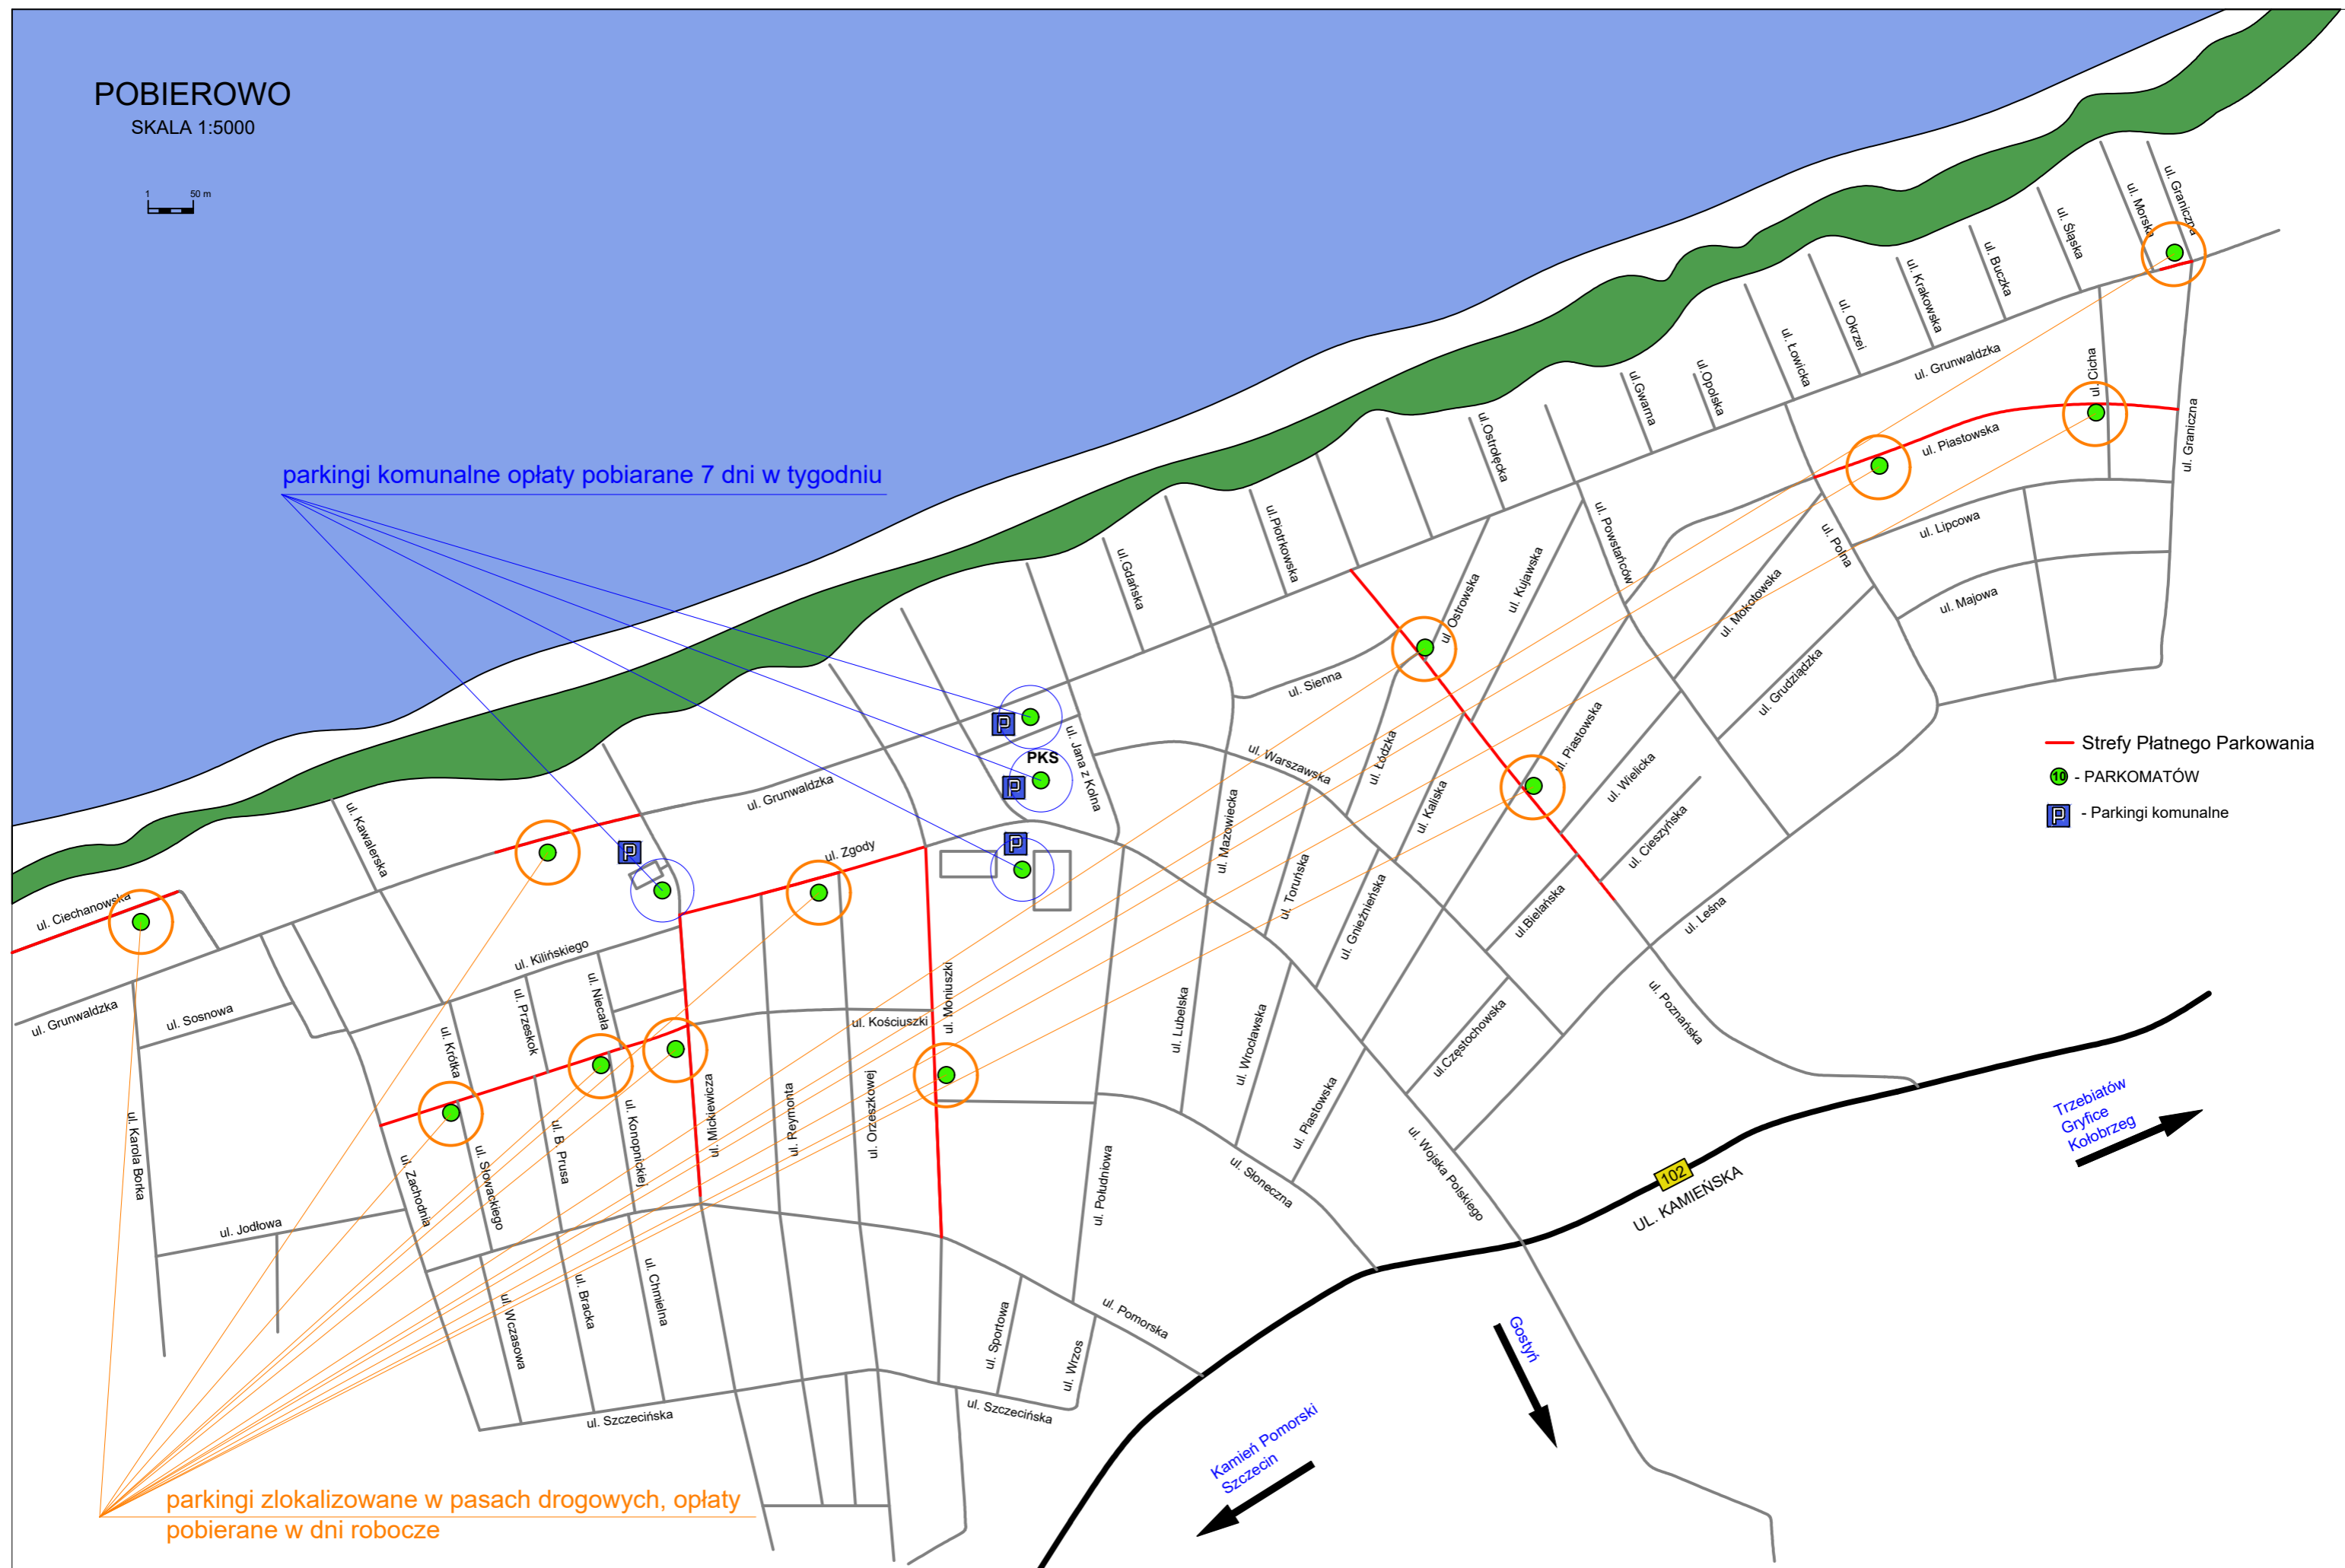 POBIEROWO
SKALA 1:5000
1
50 m
parkingi komunalne opłaty pobiarane 7 dni w tygodniu
ul. Graniczna
ul. Morska
ul. Śląska
ul. Buczka
ul. Krakowska
ul. Okrzei
ul. Łowicka
ul.Opolska
ul.Gwarna
ul. Grunwaldzka
ul. Cicha
ul. Graniczna
ul. Piastowska
ul.Ostrołęcka
ul.Piotrkowska
ul.Gdańska
ul. Powstańców
ul. Polna
ul. Lipcowa
ul. Majowa
ul. Kujawska
ul. Ostrowska
ul. Mokotowska
ul. Grudziądzka
ul. Sienna
ul. Jana z Kolna
PKS
P
P
P
P
ul. Warszawska
ul. Łódzka
ul. Piastowska
ul. Wielicka
ul. Kaliska
ul. Cieszyńska
ul. Mazowiecka
ul. Grunwaldzka
ul. Kawalerska
ul. Zgody
ul. Toruńska
ul. Gnieźnieńska
ul.Bielańska
ul. Leśna
Strefy Płatnego Parkowania
10 - PARKOMATÓW
P - Parkingi komunalne
ul. Ciechanowska
ul. Grunwaldzka
ul. Sosnowa
ul. Kilińskiego
ul. Niecała
ul. Przeskok
ul. Krótka
ul. Kościuszki
ul. Moniuszki
ul. Lubelska
ul. Wrocławska
ul.Częstochowska
ul. Poznańska
ul. Karola Borka
ul. Jodłowa
ul. Zachodnia
ul. Słowackiego
ul. B. Prusa
ul. Konopnickiej
ul. Mickiewicza
ul. Reymonta
ul. Orzeszkowej
ul. Południowa
ul. Słoneczna
ul. Piastowska
ul. Wojska Polskiego
102
UL. KAMIEŃSKA
Trzebiatów
Gryfice
Kołobrzeg
ul. Wczasowa
ul. Bracka
ul. Chmielna
ul. Sportowa
ul. Wrzos
ul. Pomorska
ul. Szczecińska
ul. Szczecińska
Gostyń
Kamień Pomorski
Szczecin
parkingi zlokalizowane w pasach drogowych, opłaty
pobierane w dni robocze